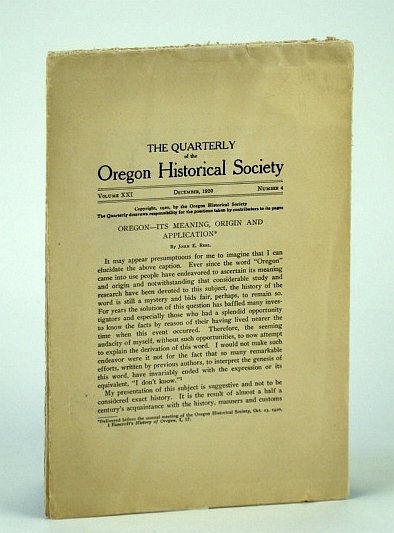 THE QUARTERLY
of the
Oregon Historical Society
VOLUME XXI DECEMBER, 1920 NUMBER 4
Copyright, 1920, by the Oregon Historical Society
The Quarterly disavows responsibility for the positions taken by contributors to its pages
OREGON—ITS MEANING, ORIGIN AND
APPLICATION*
By JOHN E. REES.
It may appear presumptuous for me to imagine that I can
elucidate the above caption. Ever since the word "Oregon"
came into use people have endeavored to ascertain its meaning
and origin and notwithstanding that considerable study and
research have been devoted to this subject, the history of the
word is still a mystery and bids fair, perhaps, to remain so.
For years the solution of this question has baffled many inves-
tigators and especially those who had a splendid opportunity
to know the facts by reason of their having lived nearer the
time when this event occurred. Therefore, the seeming
audacity of myself, without such opportunities, to now attempt
to explain the derivation of this word. I would not make such
endeavor were it not for the fact that so many remarkable
efforts, written by previous authors, to interpret the genesis of
this word, have invariably ended with the expression or its
equivalent, "I don't know."1
My presentation of this subject is suggestive and not to be
considered exact history. It is the result of almost a half a
century's acquaintance with the history, manners and customs
*Delivered before the annual meeting of the Oregon Historical Society, Oct. 23, 1920.
1 Bancroft's History of Oregon, I, 17.